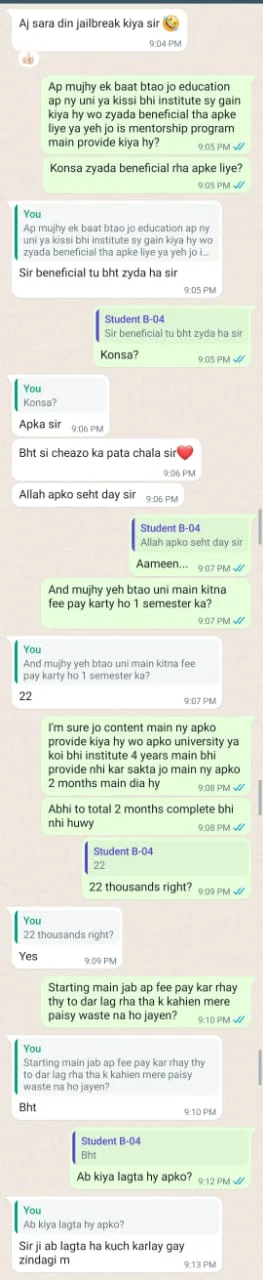 Aj sara din jailbreak kiya sir 🤣
9:04 PM
👍🏻
Ap mujhy ek baat btao jo education
ap ny uni ya kissi bhi institute sy gain
kiya hy wo zyada beneficial tha apke
liye ya yeh jo is mentorship program
main provide kiya hy?
9:05 PM
Konsa zyada beneficial rha apke liye?
9:05 PM
You
Ap mujhy ek baat btao jo education ap ny
uni ya kissi bhi institute sy gain kiya hy wo
zyada beneficial tha apke liye ya yeh jo i...
Sir beneficial tu bht zyda ha sir
9:05 PM
Student B-04
Sir beneficial tu bht zyda ha sir
Konsa?
9:05 PM
You
Konsa?
Apka sir
9:06 PM
Bht si cheazo ka pata chala sir❤️
9:06 PM
Allah apko seht day sir
9:06 PM
Student B-04
Allah apko seht day sir
Aameen...
9:07 PM
And mujhy yeh btao uni main kitna
fee pay karty ho 1 semester ka?
9:07 PM
You
And mujhy yeh btao uni main kitna fee
pay karty ho 1 semester ka?
22
9:07 PM
I'm sure jo content main ny apko
provide kiya hy wo apko university ya
koi bhi institute 4 years main bhi
provide nhi kar sakta jo main ny apko
2 months main dia hy
9:08 PM
Abhi to total 2 months complete bhi
nhi huwy
9:08 PM
Student B-04
22
22 thousands right?
9:09 PM
You
22 thousands right?
Yes
9:09 PM
Starting main jab ap fee pay kar rhay
thy to dar lag rha tha k kahien mere
paisy waste na ho jayen?
9:10 PM
You
Starting main jab ap fee pay kar rhay thy
to dar lag rha tha k kahien mere paisy
waste na ho jayen?
Bht
9:10 PM
Student B-04
Bht
Ab kiya lagta hy apko?
9:12 PM
You
Ab kiya lagta hy apko?
Sir ji ab lagta ha kuch karlay gay
zindagi m
9:13 PM